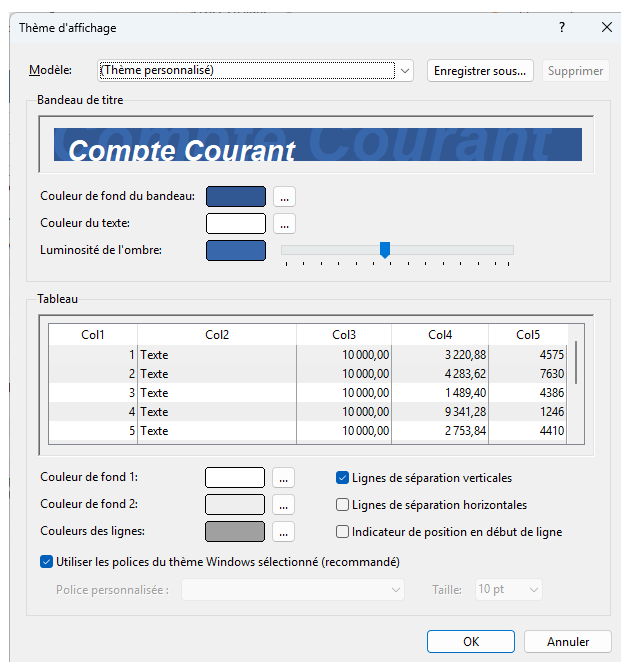 Thème d'affichage ? ×
Modèle: (Thème personnalisé) Enregistrer sous... Supprimer
Bandeau de titre
Compte Courant
Compte Courant
Couleur de fond du bandeau: ...
Couleur du texte: ...
Luminosité de l'ombre:
Tableau
Col1 Col2 Col3 Col4 Col5
1 Texte 10 000,00 3 220,88 4575
2 Texte 10 000,00 4 283,62 7630
3 Texte 10 000,00 1 489,40 4386
4 Texte 10 000,00 9 341,28 1246
5 Texte 10 000,00 2 753,84 4410
Couleur de fond 1: ... Lignes de séparation verticales
Couleur de fond 2: ... Lignes de séparation horizontales
Couleurs des lignes: ... Indicateur de position en début de ligne
Utiliser les polices du thème Windows sélectionné (recommandé)
Police personnalisée : Taille: 10 pt
OK Annuler